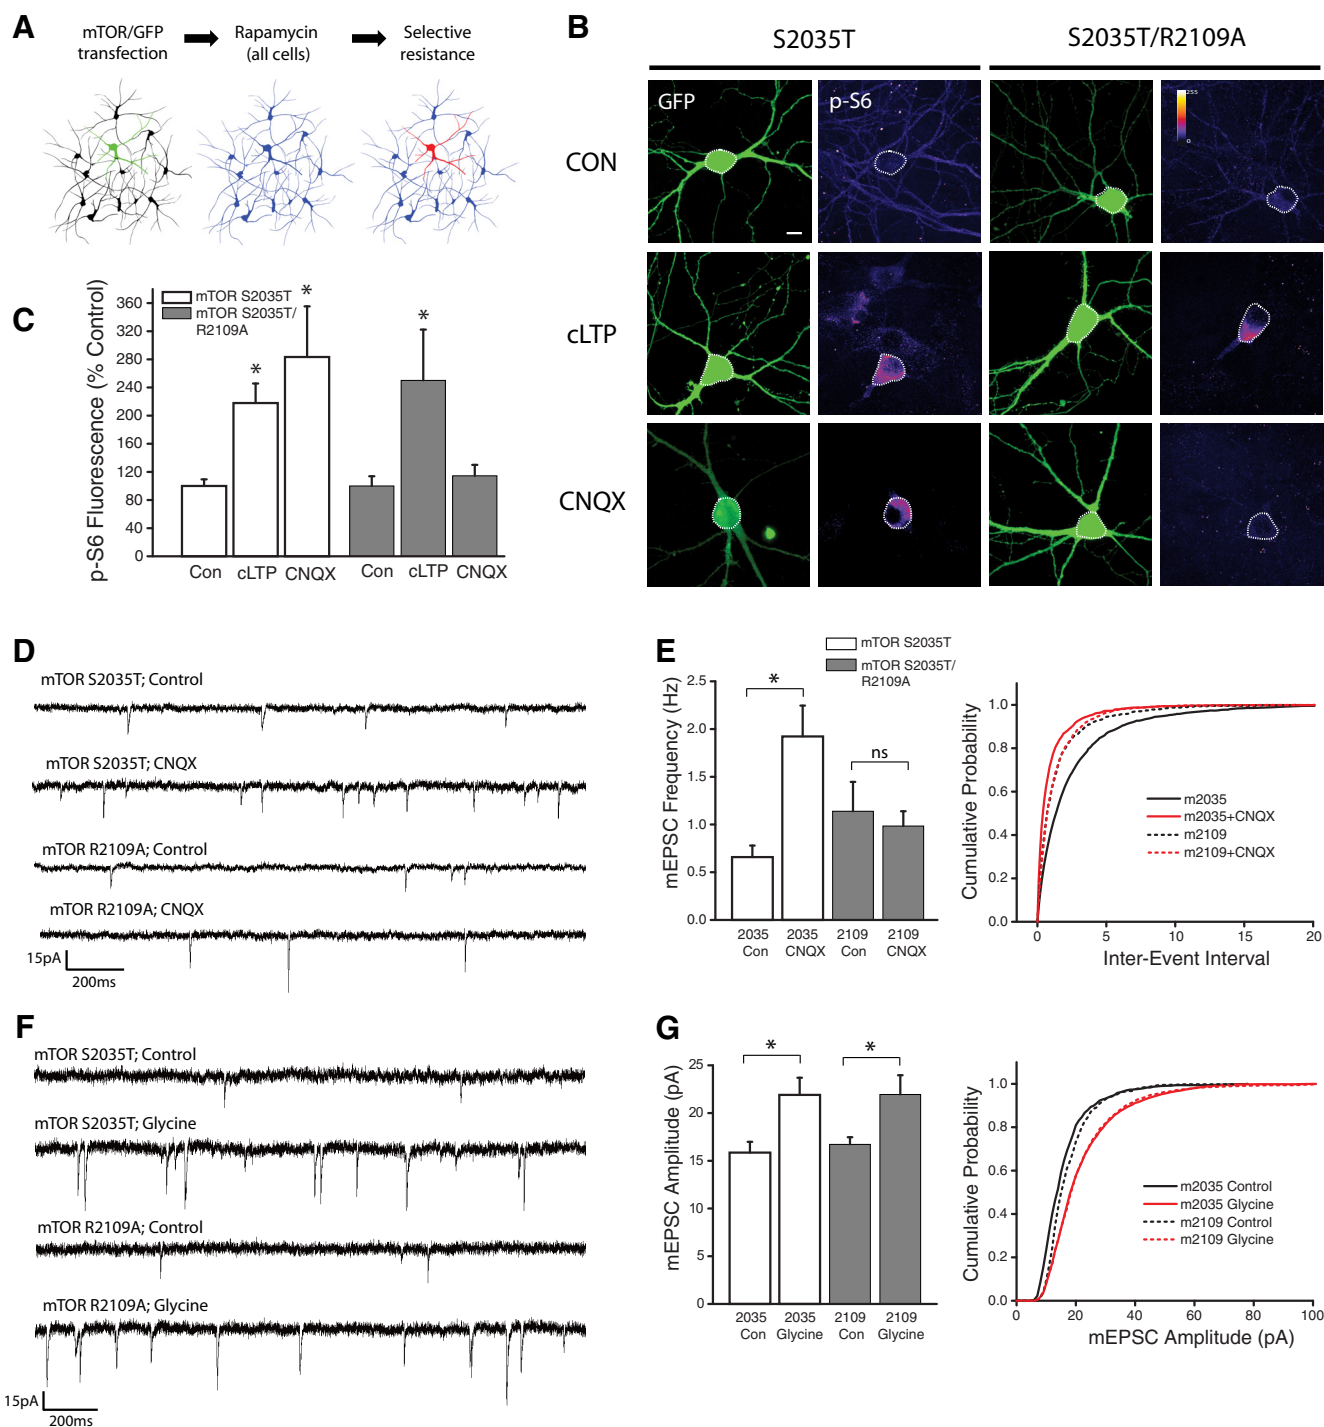 A
mTOR/GFP
transfection
Rapamycin
(all cells)
Selective
resistance
B
S2035T
S2035T/R2109A
GFP
p-S6
255
0
CON
cLTP
CNQX
C
p-S6 Fluorescence (% Control)
360
320
280
240
200
160
120
80
40
0
mTOR S2035T
mTOR S2035T/
R2109A
*
*
*
Con
cLTP
CNQX
Con
cLTP
CNQX
D
mTOR S2035T; Control
mTOR S2035T; CNQX
mTOR R2109A; Control
mTOR R2109A; CNQX
15pA
200ms
E
mTOR S2035T
mTOR S2035T/
R2109A
mEPSC Frequency (Hz)
2.5
2.0
1.5
1.0
0.5
0.0
*
ns
2035
Con
2035
CNQX
2109
Con
2109
CNQX
Cumulative Probability
1.0
0.8
0.6
0.4
0.2
0.0
m2035
m2035+CNQX
m2109
m2109+CNQX
0
5
10
15
20
Inter-Event Interval
F
mTOR S2035T; Control
mTOR S2035T; Glycine
mTOR R2109A; Control
mTOR R2109A; Glycine
15pA
200ms
G
mEPSC Amplitude (pA)
25
20
15
10
5
0
*
*
2035
Con
2035
Glycine
2109
Con
2109
Glycine
Cumulative Probability
1.0
0.8
0.6
0.4
0.2
0.0
m2035 Control
m2035 Glycine
m2109 Control
m2109 Glycine
0
20
40
60
80
100
mEPSC Amplitude (pA)